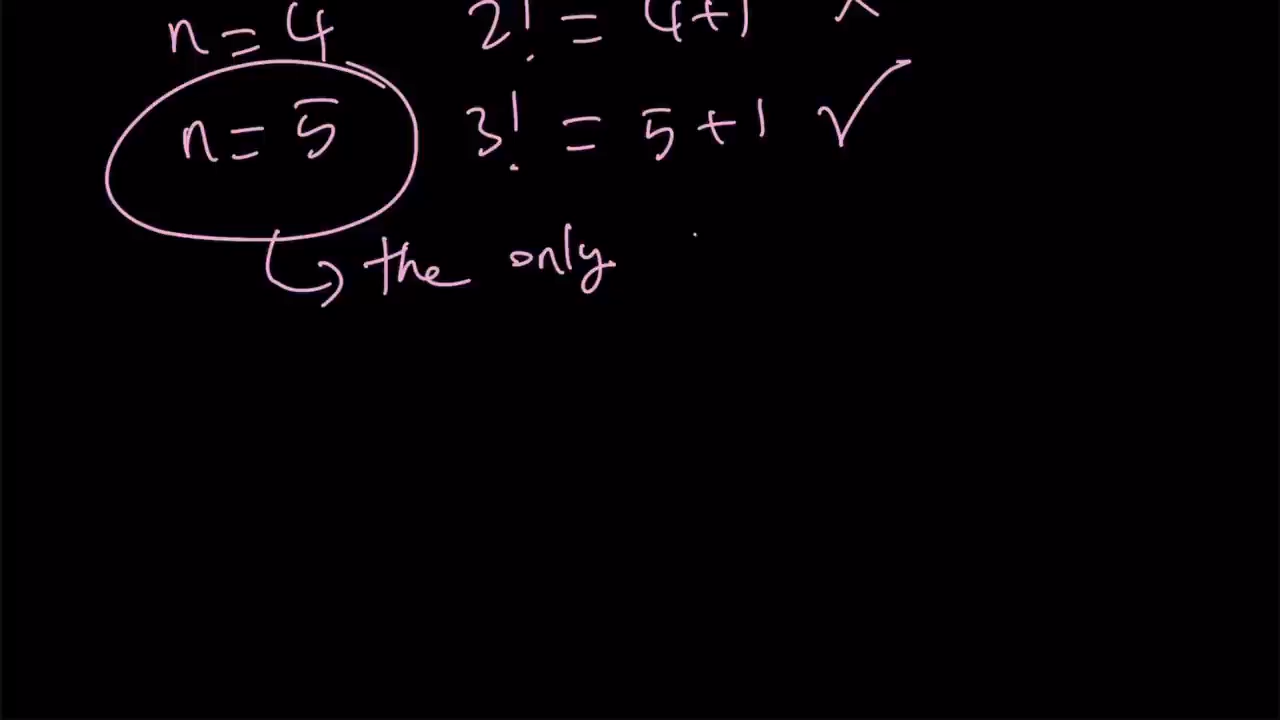 n = 4 2! = 4+1 ×
n = 5 3! = 5+1 ✓
↳ the only